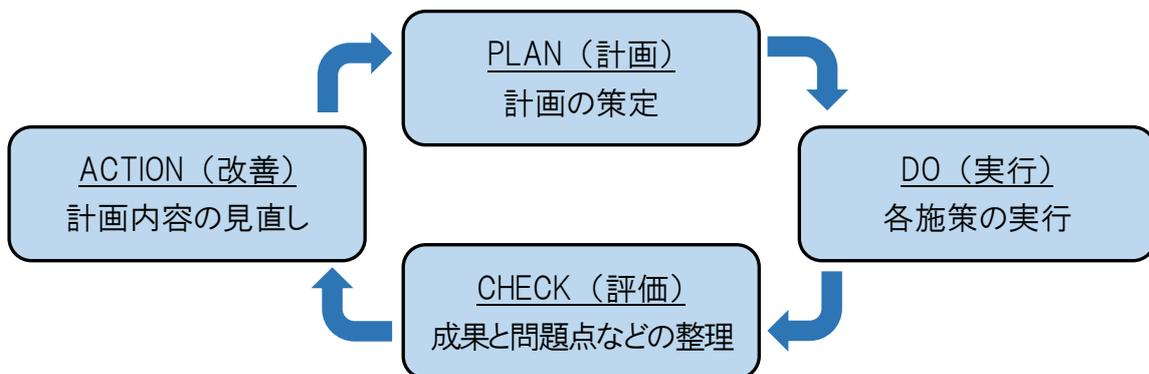 PLAN（計画）
計画の策定
DO（実行）
各施策の実行
CHECK（評価）
成果と問題点などの整理
ACTION（改善）
計画内容の見直し